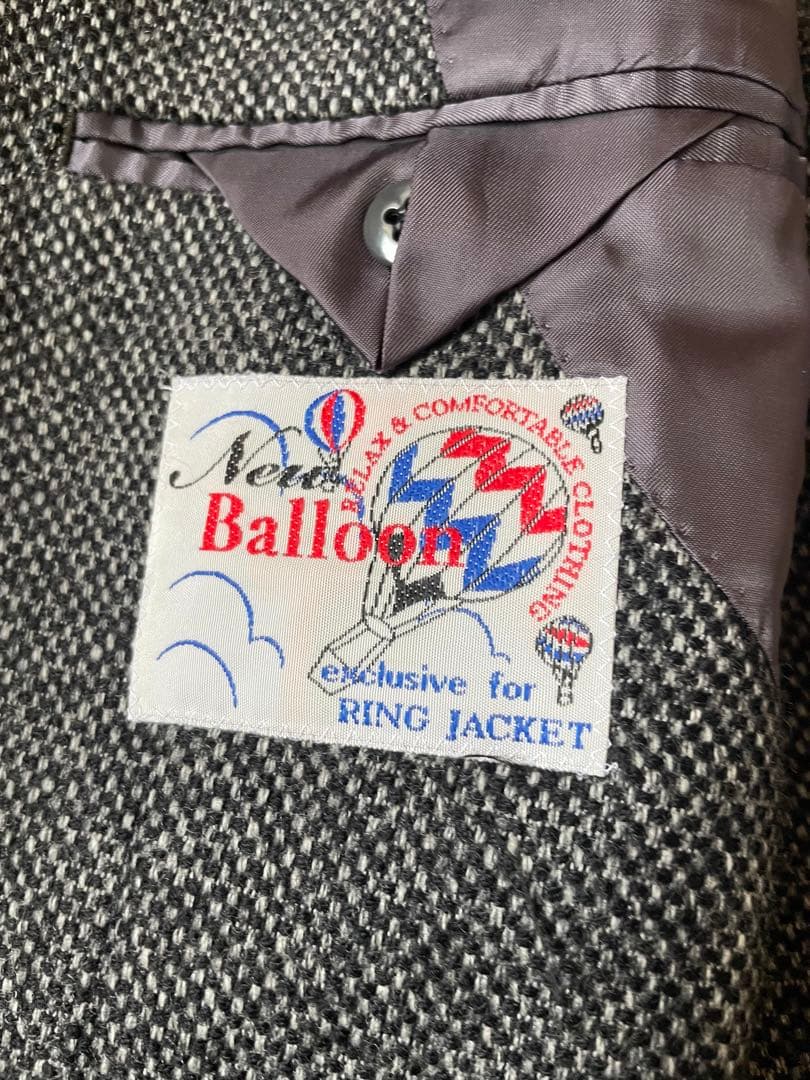 New
Balloon
RELAX & COMFORTABLE CLOTHING
exclusive for
RING JACKET